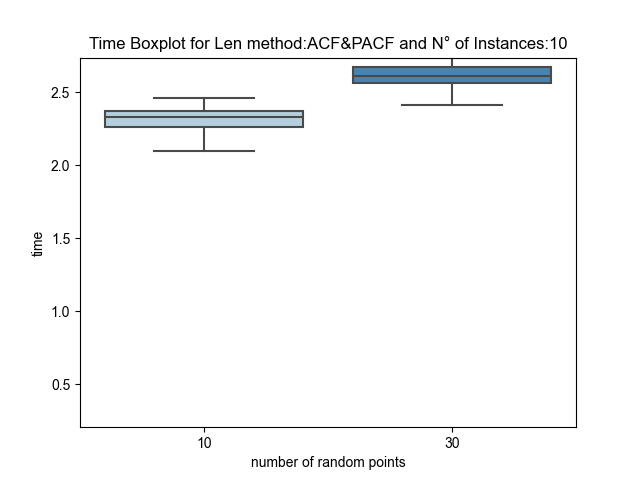 Time Boxplot for Len method:ACF&PACF and N° of Instances:10
2.5
2.0
1.5
1.0
0.5
time
10
30
number of random points